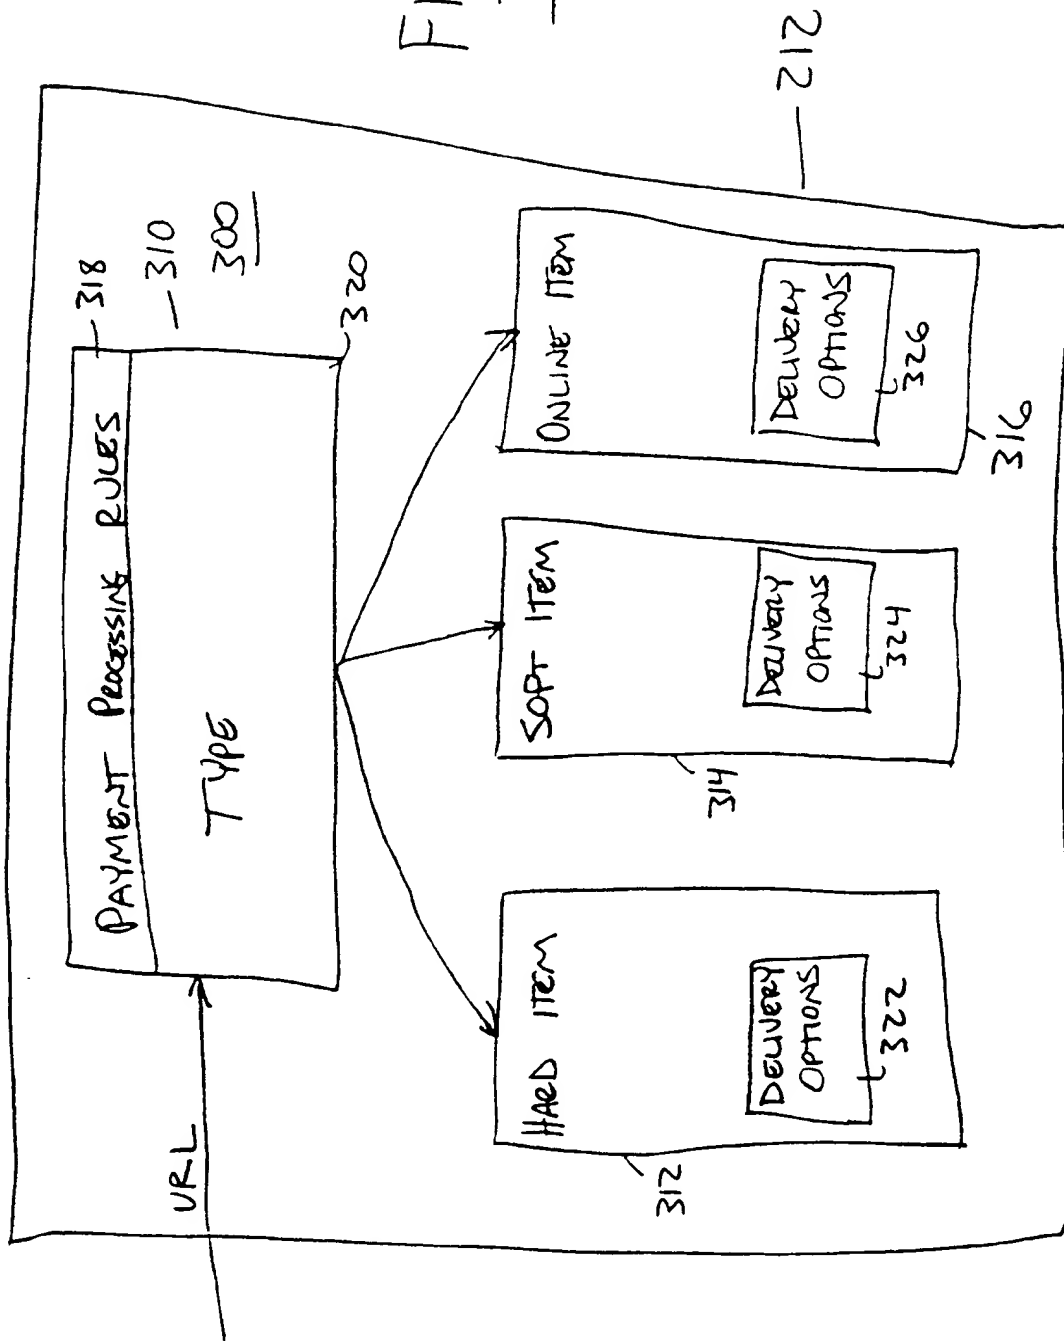 URL
PAYMENT PROCESSING RULES
318
310
300
TYPE
320
HARD ITEM
DELIVERY
OPTIONS
322
312
SOFT ITEM
DELIVERY
OPTIONS
324
314
ONLINE ITEM
DELIVERY
OPTIONS
326
316
212